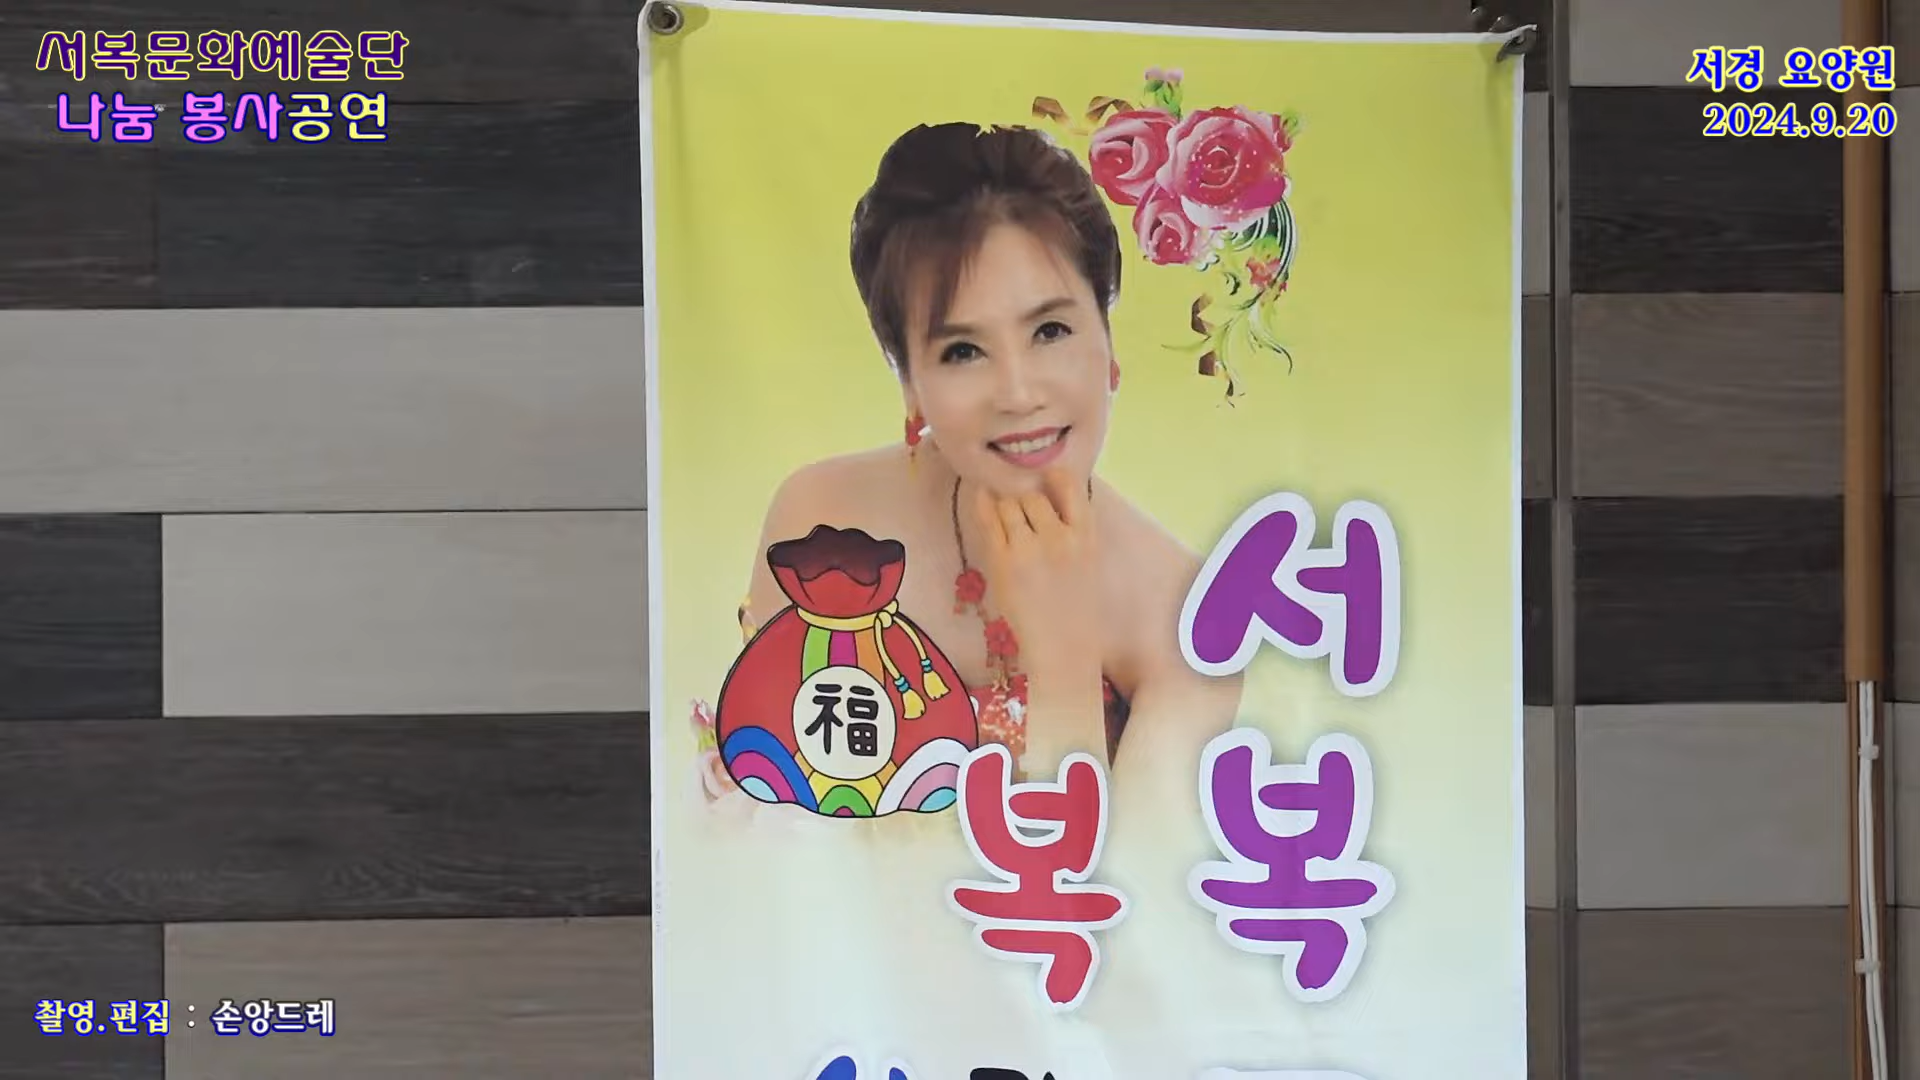 서복문화예술단
나눔 봉사공연
서경 요양원
2024.9.20
福
서복
복
촬영.편집 : 손앙드레